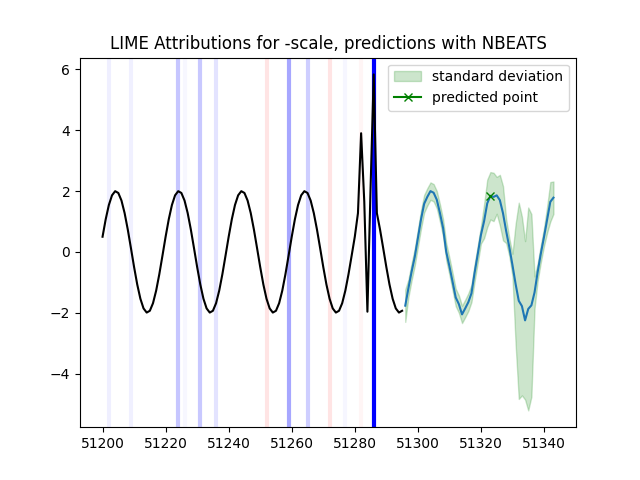 LIME Attributions for -scale, predictions with NBEATS
6
4
2
0
−2
−4
standard deviation
predicted point
51200 51220 51240 51260 51280 51300 51320 51340